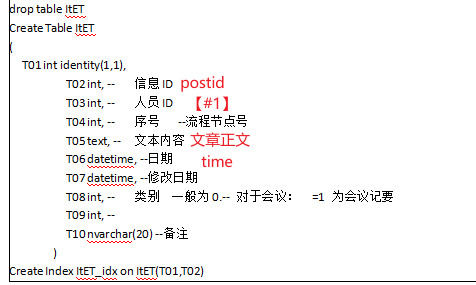 drop table ItET
Create Table ItET
(
T01 int identity(1,1),
T02 int, -- 信息 ID postid
T03 int, -- 人员 ID 【#1】
T04 int, -- 序号 --流程节点号
T05 text, -- 文本内容 文章正文
T06 datetime, --日期 time
T07 datetime, --修改日期
T08 int, -- 类别 一般为 0.-- 对于会议： =1 为会议记要
T09 int, --
T10 nvarchar(20) --备注
)
Create Index ItET_idx on ItET(T01,T02)